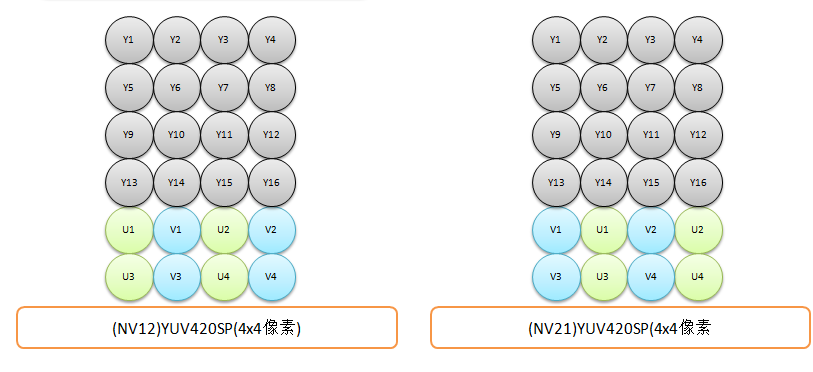 Y1 Y2 Y3 Y4
Y5 Y6 Y7 Y8
Y9 Y10 Y11 Y12
Y13 Y14 Y15 Y16
U1 V1 U2 V2
U3 V3 U4 V4
(NV12)YUV420SP(4x4像素)
Y1 Y2 Y3 Y4
Y5 Y6 Y7 Y8
Y9 Y10 Y11 Y12
Y13 Y14 Y15 Y16
V1 U1 V2 U2
V3 U3 V4 U4
(NV21)YUV420SP(4x4像素